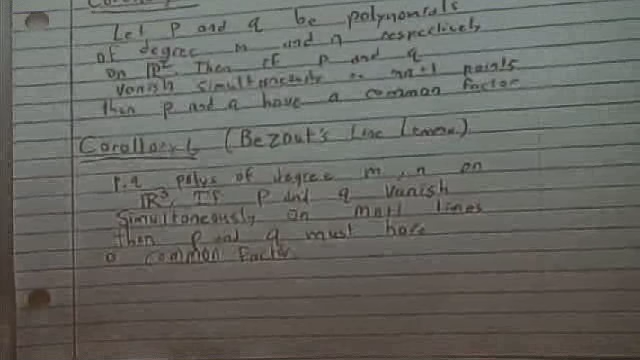 Let P and q be polynomials
of degree m and n respectively
on ℝ². Then if P and q
vanish simultaneously on mn+1 points
then p and q have a common factor
Corollary (Bezout's Line Lemma)
p,q polys of degree m, n on
ℝ³, If P and q vanish
simultaneously on mn+1 lines
then p and q must have
a common factor